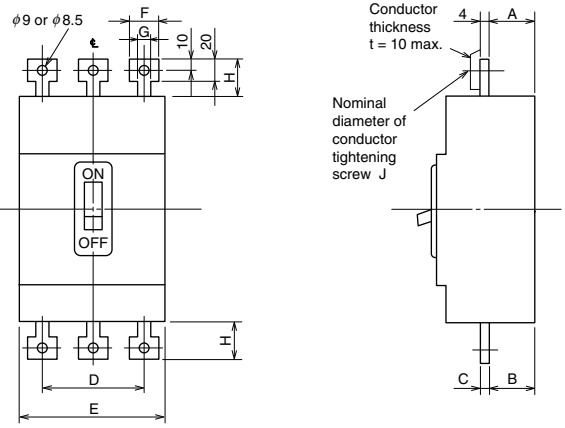 F
φ9 or φ8.5
℄
G
10
20
H
ON
OFF
H
D
E
Conductor
thickness
t = 10 max.
4
A
Nominal
diameter of
conductor
tightening
screw J
C
B